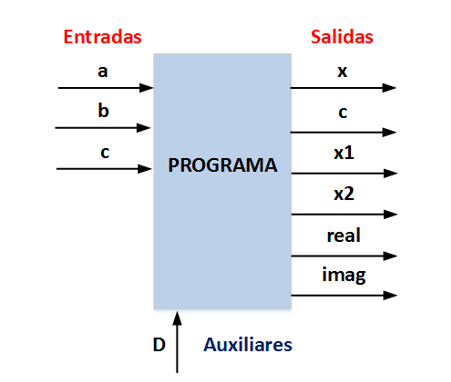 Entradas
Salidas
a
x
b
c
c
x1
PROGRAMA
x2
real
imag
D
Auxiliares